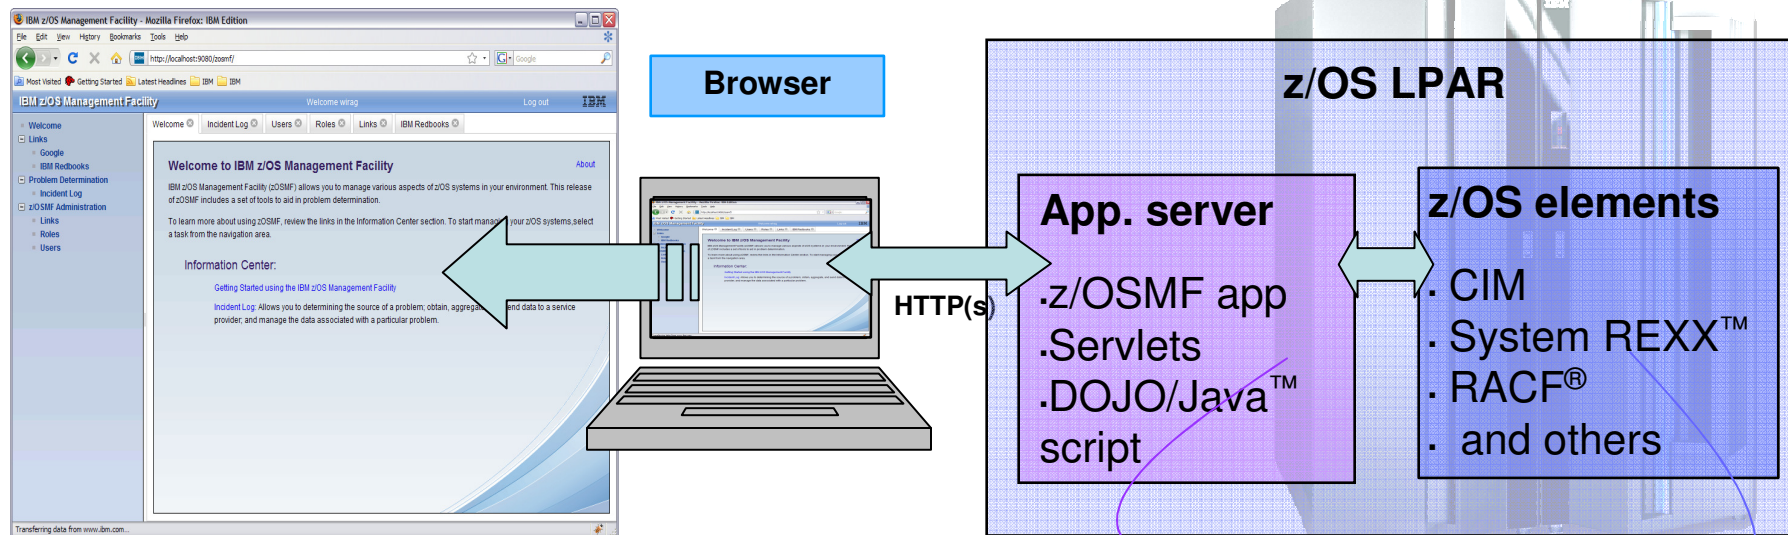 IBM z/OS Management Facility - Mozilla Firefox: IBM Edition
File Edit View History Bookmarks Tools Help
http://localhost:9080/zosmf/
Google
Most Visited Getting Started Latest Headlines IBM IBM
IBM z/OS Management Facility Welcome wirag Log out IBM
Welcome
Links
Google
IBM Redbooks
Problem Determination
Incident Log
z/OSMF Administration
Links
Roles
Users
Welcome Incident Log Users Roles Links IBM Redbooks
Welcome to IBM z/OS Management Facility About
IBM z/OS Management Facility (zOSMF) allows you to manage various aspects of z/OS systems in your environment. This release
of zOSMF includes a set of tools to aid in problem determination.
To learn more about using zOSMF, review the links in the Information Center section. To start your z/OS systems,select
a task from the navigation area.
Information Center:
Getting Started using the IBM z/OS Management Facility
Incident Log: Allows you to determining the source of a problem; obtain, end data to a service
provider; and manage the data associated with a particular problem.
Transferring data from www.ibm.com...
Browser
HTTP(s)
z/OS LPAR
App. server
.z/OSMF app
.Servlets
.DOJO/Java™
script
z/OS elements
. CIM
. System REXX™
. RACF®
. and others